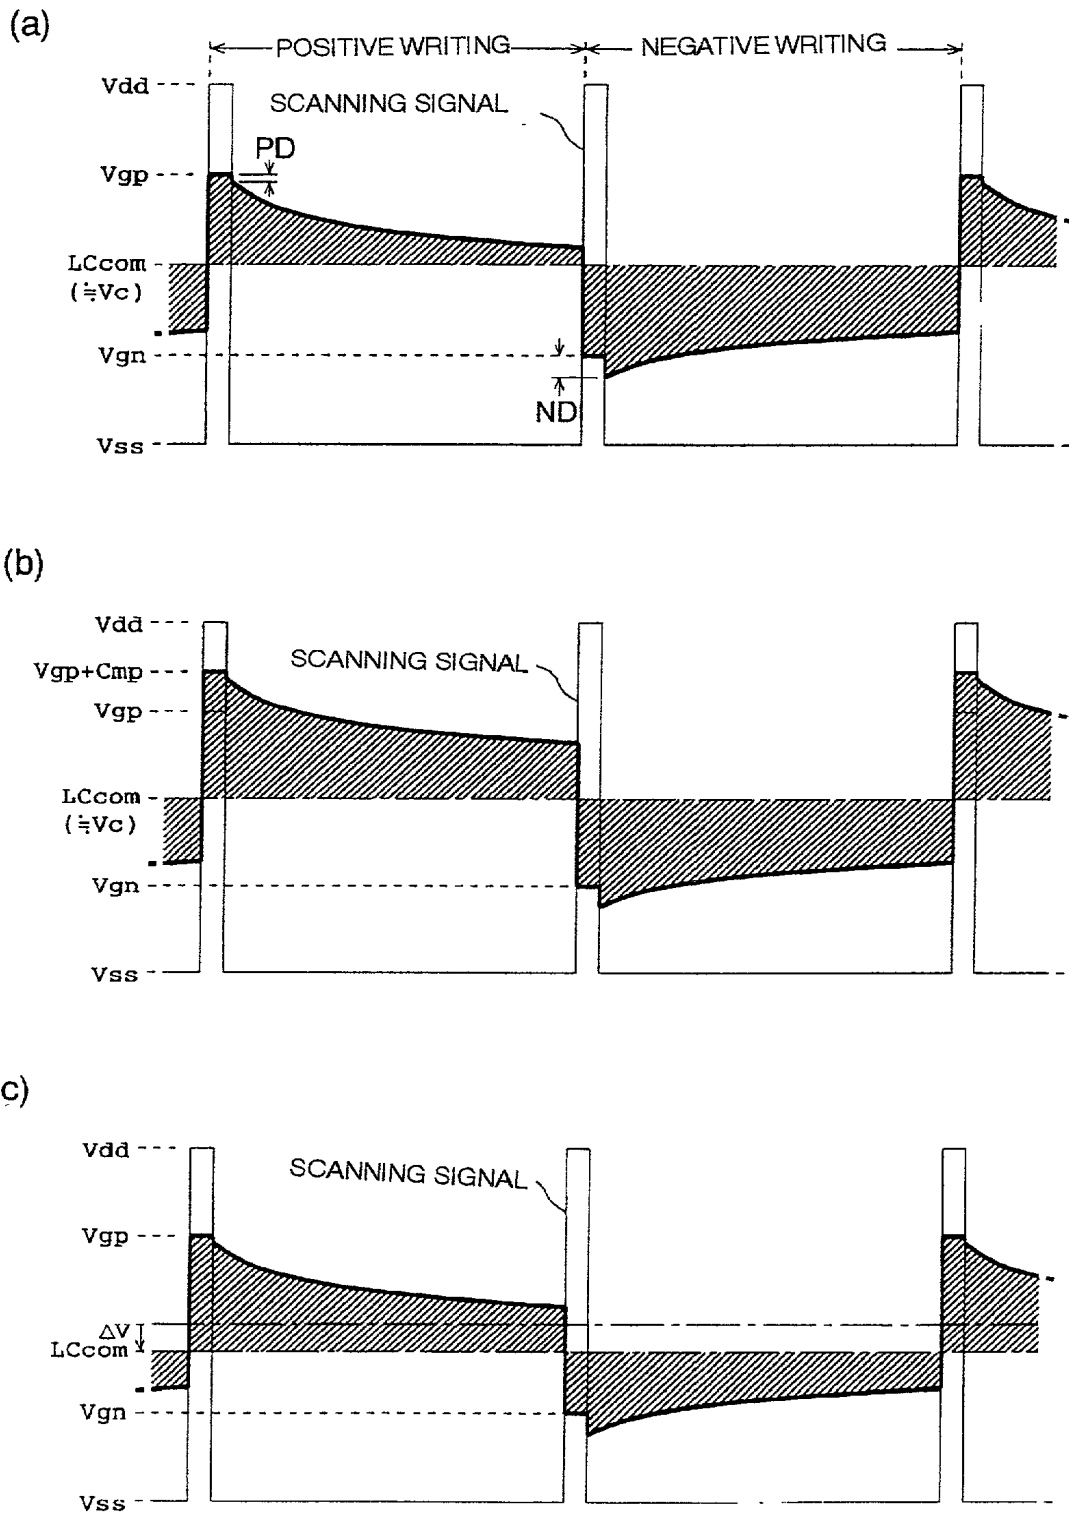 (a)
POSITIVE WRITING
NEGATIVE WRITING
Vdd
SCANNING SIGNAL
PD
Vgp
LCcom
(≒Vc)
Vgn
ND
Vss
(b)
Vdd
SCANNING SIGNAL
Vgp+Cmp
Vgp
LCcom
(≒Vc)
Vgn
Vss
c)
Vdd
SCANNING SIGNAL
Vgp
ΔV
LCcom
Vgn
Vss